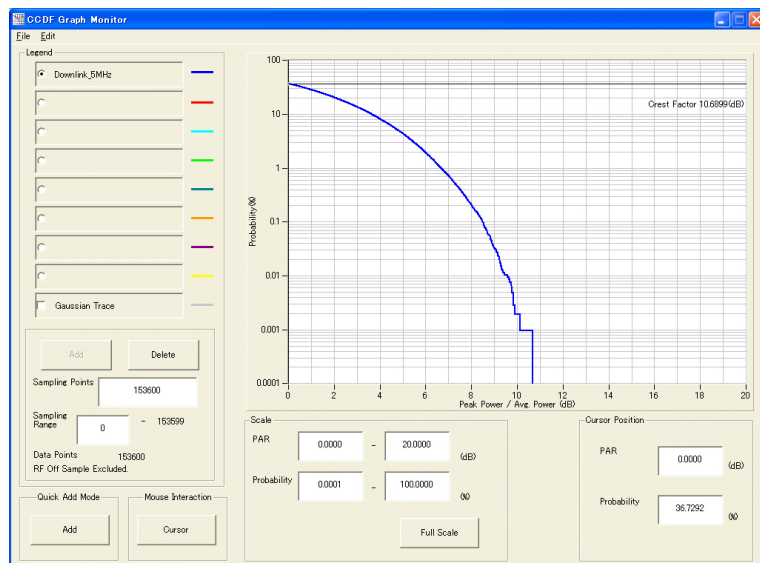 CCDF Graph Monitor
File Edit
Legend
Downlink_5MHz
Gaussian Trace
Add Delete
Sampling Points 153600
Sampling Range 0 - 153599
Data Points 153600
RF Off Sample Excluded.
Quick Add Mode
Add
Mouse Interaction
Cursor
Probability(%)
100
10
1
0.1
0.01
0.001
0.0001
Crest Factor 10.6899(dB)
0 2 4 6 8 10 12 14 16 18 20
Peak Power / Avg. Power (dB)
Scale
PAR 0.0000 - 20.0000 (dB)
Probability 0.0001 - 100.0000 (%)
Full Scale
Cursor Position
PAR 0.0000 (dB)
Probability 36.7292 (%)